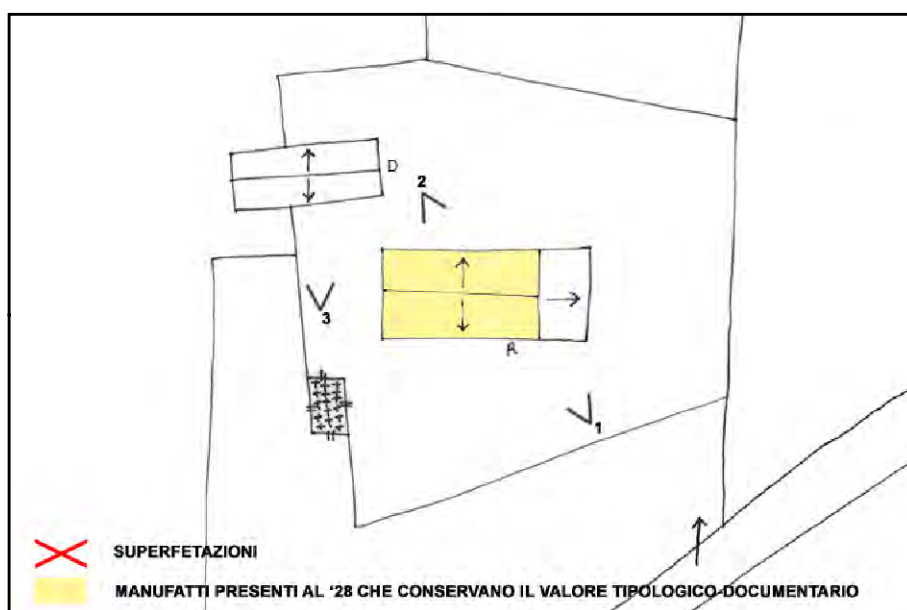 D
2
3
R
1
SUPERFETAZIONI
MANUFATTI PRESENTI AL '28 CHE CONSERVANO IL VALORE TIPOLOGICO-DOCUMENTARIO